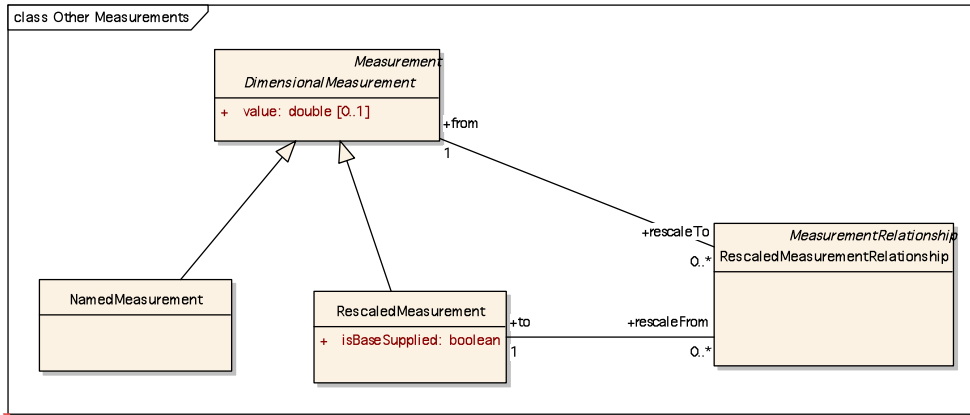 class Other Measurements
Measurement
DimensionalMeasurement
+ value: double [0..1]
+from
1
+rescaleTo
0..*
MeasurementRelationship
RescaledMeasurementRelationship
NamedMeasurement
RescaledMeasurement
+ isBaseSupplied: boolean
+to
1
+rescaleFrom
0..*